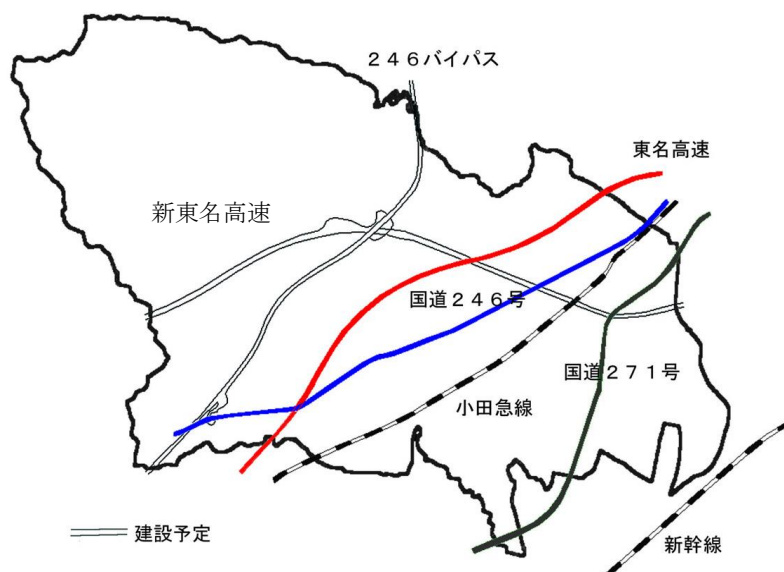 ２４６バイパス
東名高速
新東名高速
国道２４６号
国道２７１号
小田急線
建設予定
新幹線